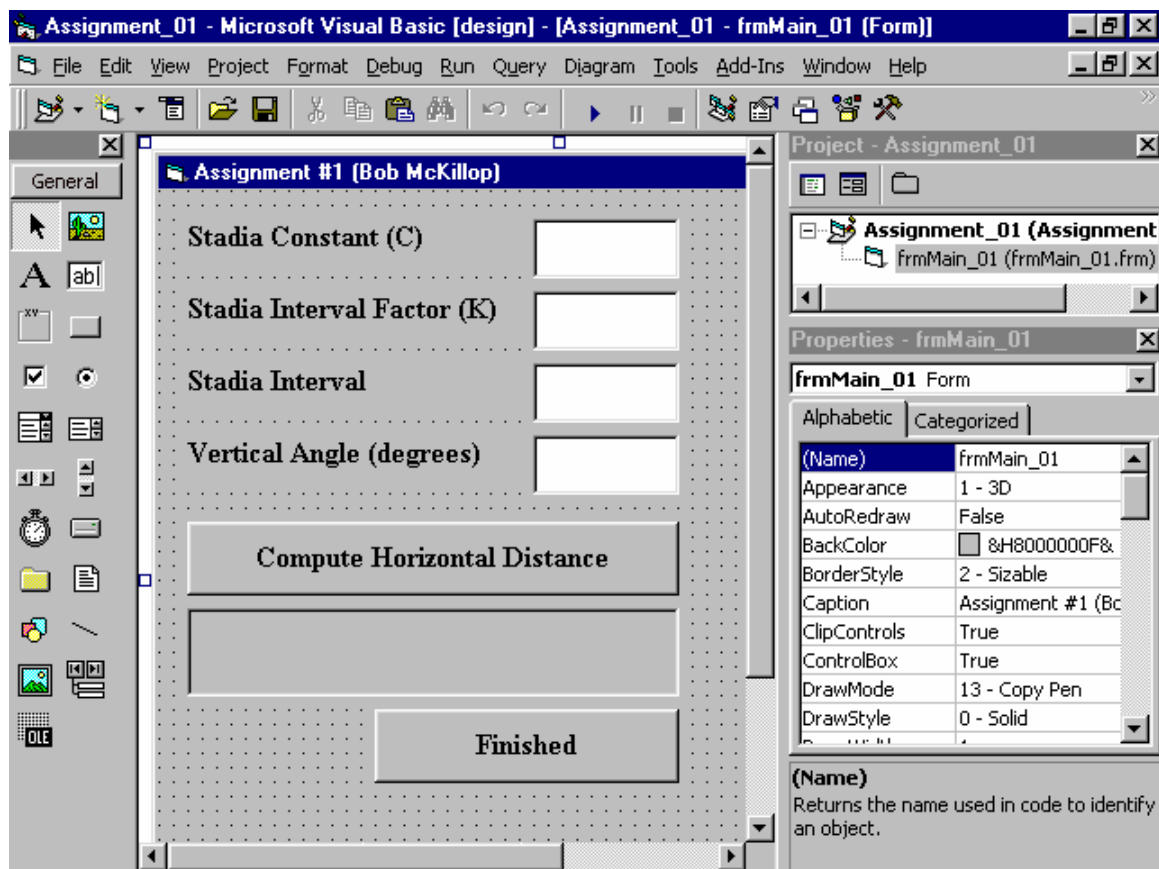 Assignment_01 - Microsoft Visual Basic [design] - [Assignment_01 - frmMain_01 (Form)]
File Edit View Project Format Debug Run Query Diagram Tools Add-Ins Window Help
General
A
ab|
xv
OLE
Assignment #1 (Bob McKillop)
Stadia Constant (C)
Stadia Interval Factor (K)
Stadia Interval
Vertical Angle (degrees)
Compute Horizontal Distance
Finished
Project - Assignment_01
Assignment_01 (Assignment
frmMain_01 (frmMain_01.frm)
Properties - frmMain_01
frmMain_01 Form
Alphabetic Categorized
(Name) frmMain_01
Appearance 1 - 3D
AutoRedraw False
BackColor &H8000000F&
BorderStyle 2 - Sizable
Caption Assignment #1 (Bo
ClipControls True
ControlBox True
DrawMode 13 - Copy Pen
DrawStyle 0 - Solid
(Name)
Returns the name used in code to identify
an object.